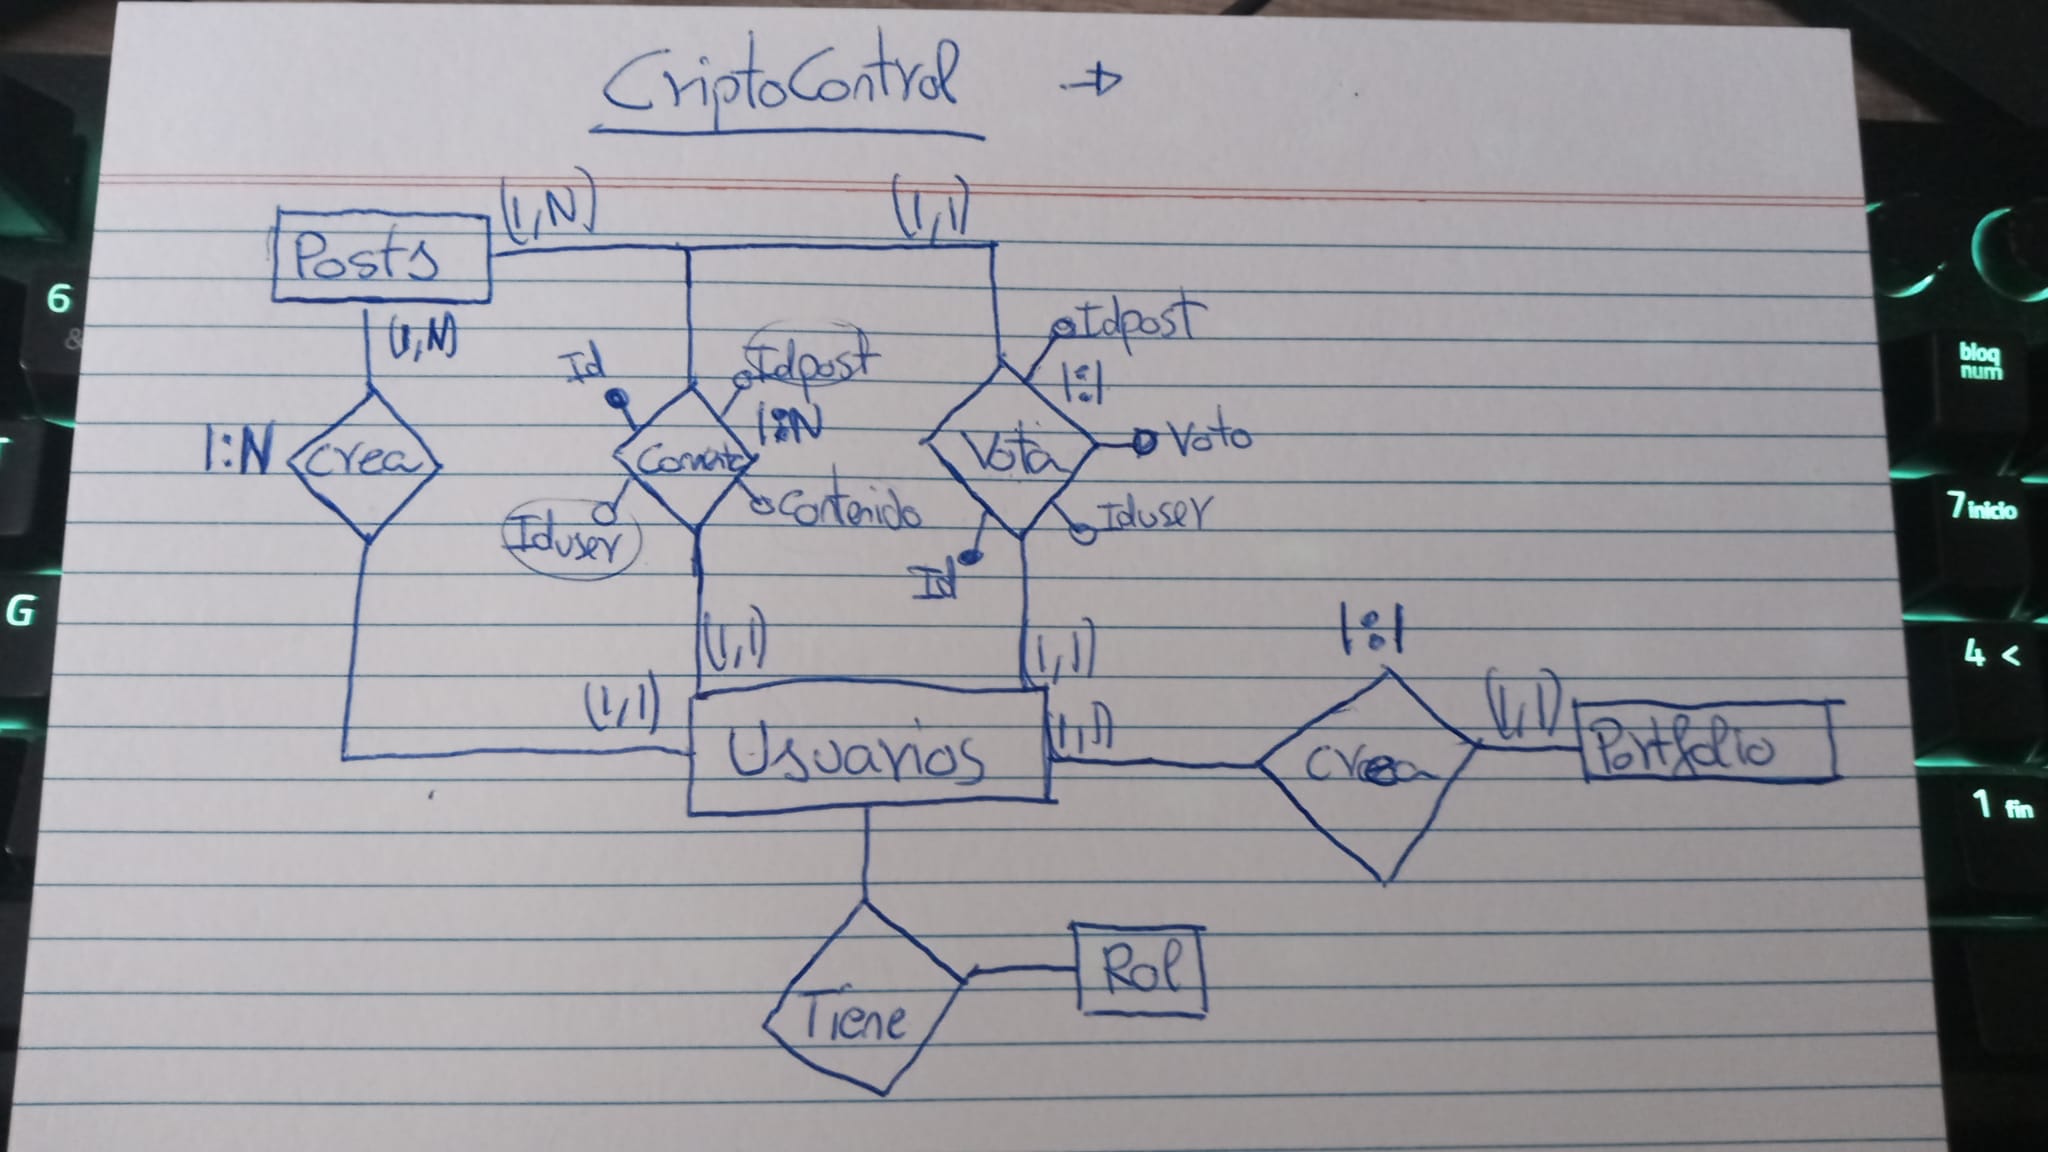 CriptoControl →
(1,N) (1,1)
Posts
(1,N)
Id
Idpost
Idpost
1:1
1:N
1:N
Crea
Comenta
Vota
Voto
Iduser
Contenido
Iduser
Id
(1,1)
(1,1)
1:1
(1,1)
(1,1)
(1,1)
Usuarios
Crea
Portfolio
Tiene
Rol
6
&
G
bloq
num
7 inicio
4 <
1 fin